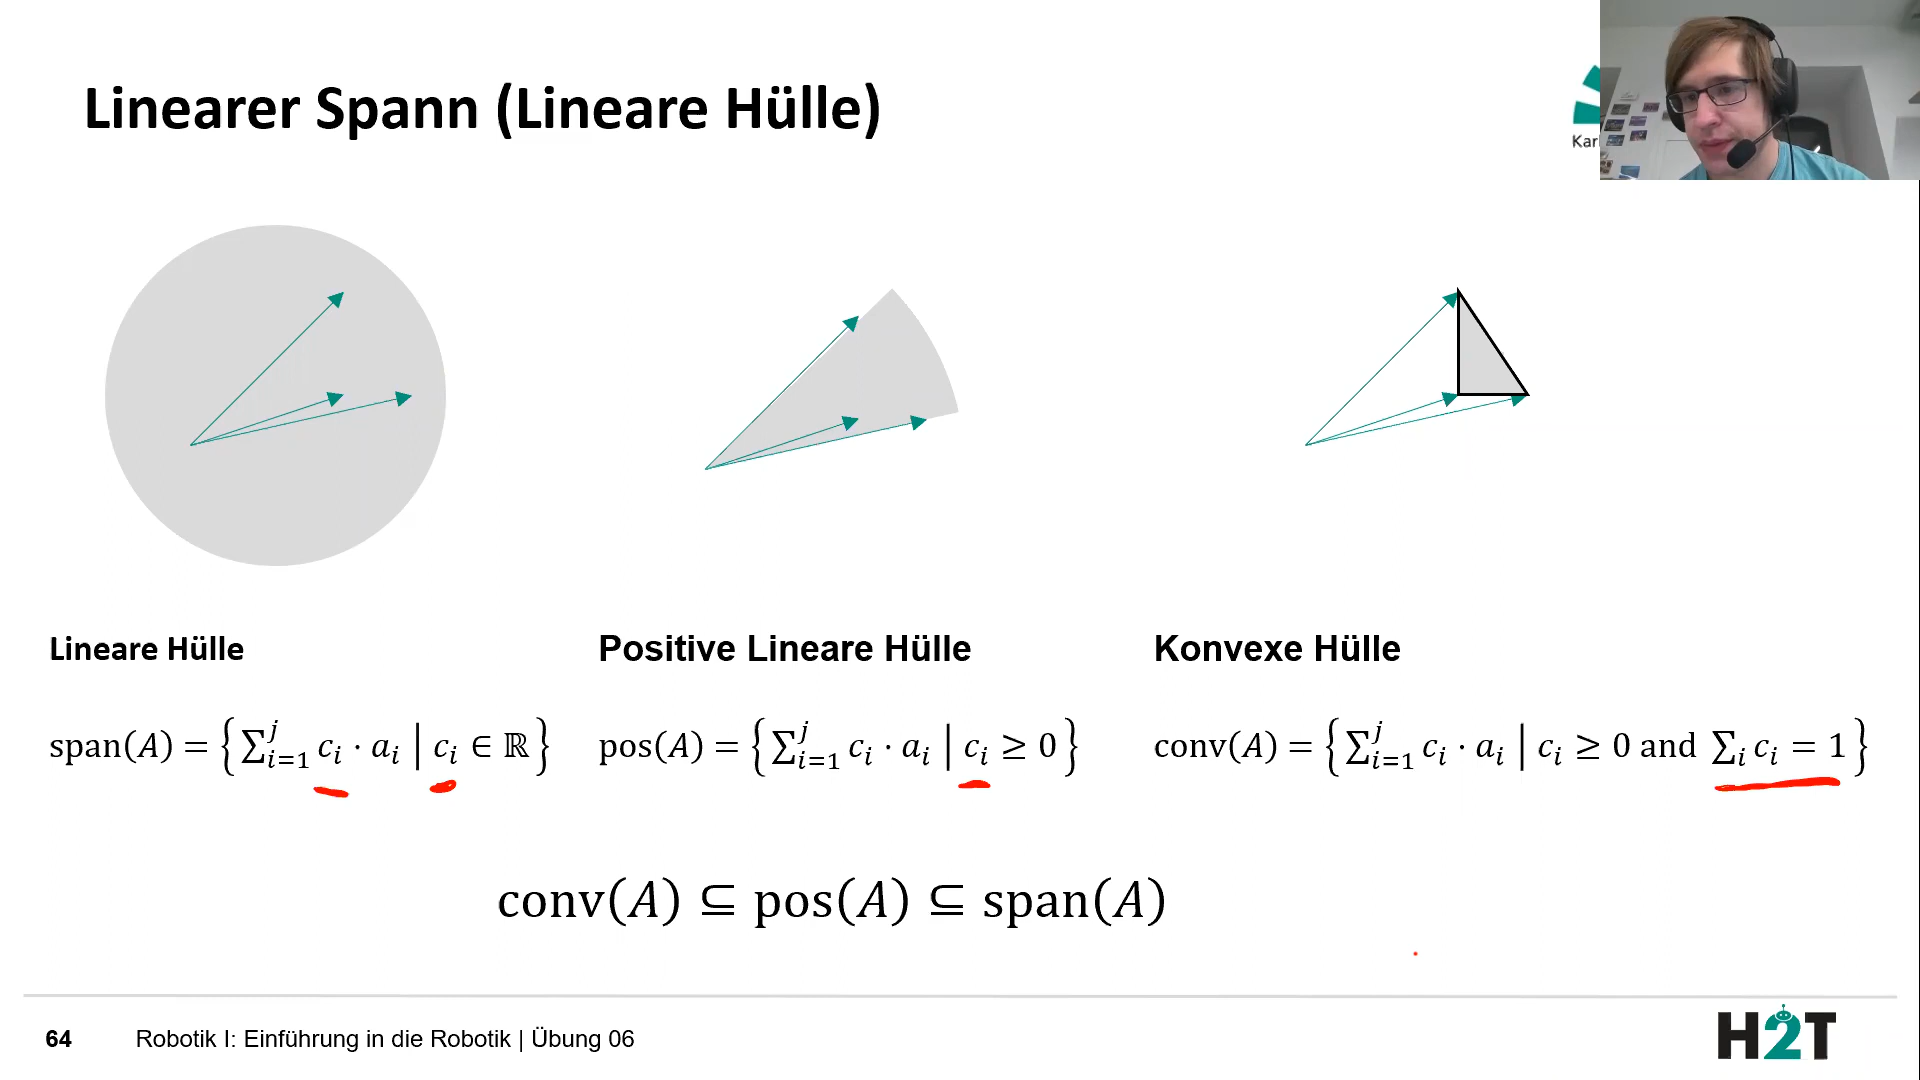 Linearer Spann (Lineare Hülle)
Karl
Lineare Hülle
Positive Lineare Hülle
Konvexe Hülle
span(A) = { ∑_{i=1}^{j} c_i · a_i | c_i ∈ ℝ }
pos(A) = { ∑_{i=1}^{j} c_i · a_i | c_i ≥ 0 }
conv(A) = { ∑_{i=1}^{j} c_i · a_i | c_i ≥ 0 and ∑_i c_i = 1 }
conv(A) ⊆ pos(A) ⊆ span(A)
64
Robotik I: Einführung in die Robotik | Übung 06
H2T